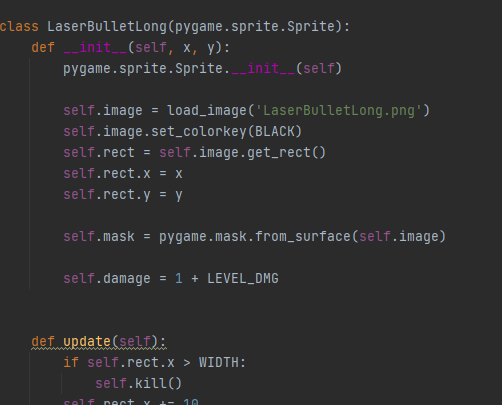 class LaserBulletLong(pygame.sprite.Sprite):
    def __init__(self, x, y):
        pygame.sprite.Sprite.__init__(self)

        self.image = load_image('LaserBulletLong.png')
        self.image.set_colorkey(BLACK)
        self.rect = self.image.get_rect()
        self.rect.x = x
        self.rect.y = y

        self.mask = pygame.mask.from_surface(self.image)

        self.damage = 1 + LEVEL_DMG

    def update(self):
        if self.rect.x > WIDTH:
            self.kill()
        self.rect.x += 10